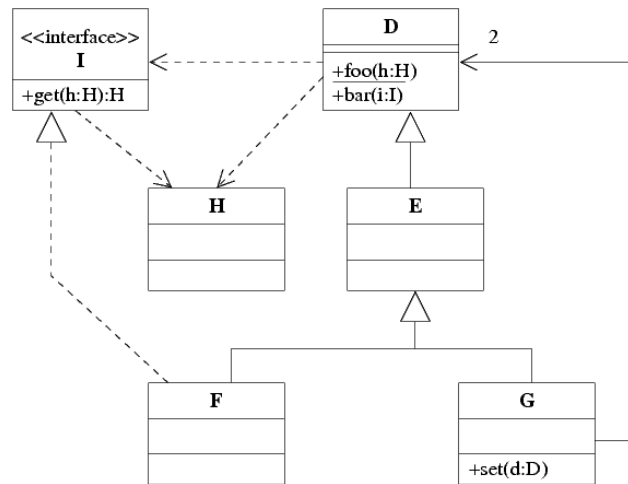 <<interface>>
I
+get(h:H):H
D
+foo(h:H)
+bar(i:I)
2
H
E
F
G
+set(d:D)